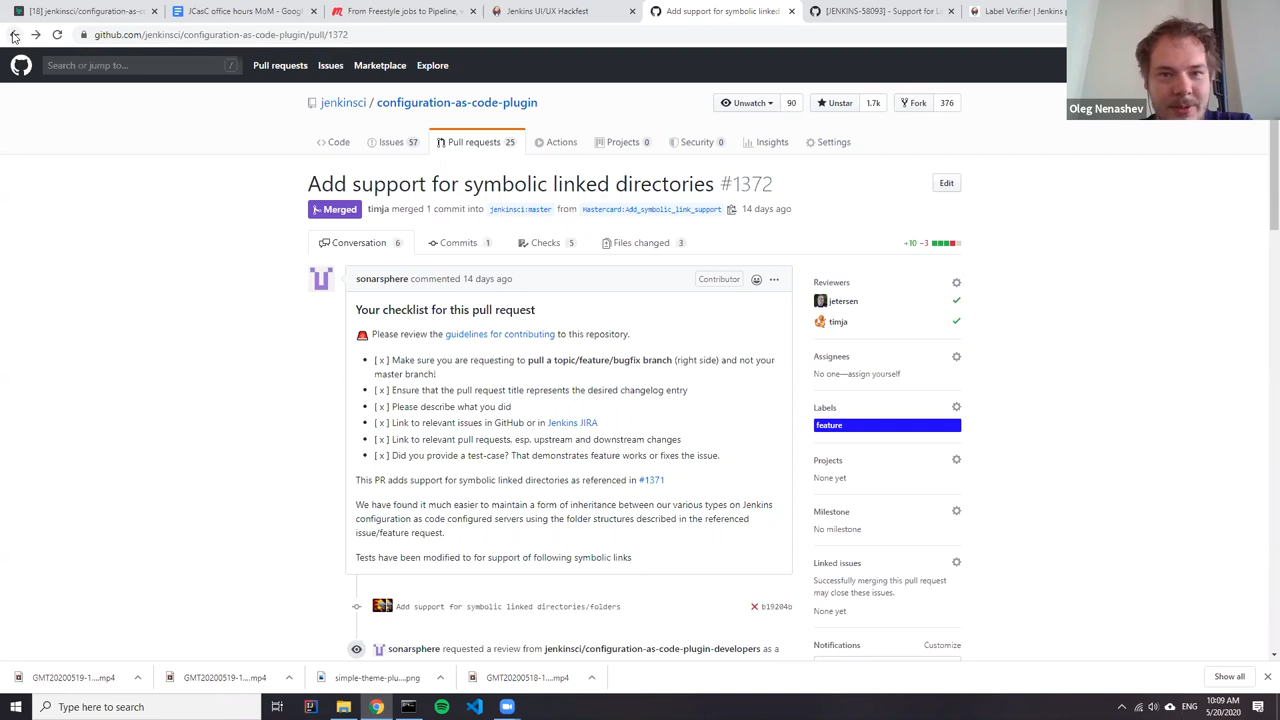 [18] jenkinsci/configuration-as-c
JCasC office hours MoM - Googl
From Freestyle jobs to Pipeline, v
Jenkins UI/UX Hackfest
Add support for symbolic linked
[JENKINS-58093] - Support for Li
Label Verifier | Jenkins p
github.com/jenkinsci/configuration-as-code-plugin/pull/1372
Search or jump to...
/
Pull requests
Issues
Marketplace
Explore
Oleg Nenashev
jenkinsci / configuration-as-code-plugin
Unwatch 90
Unstar 1.7k
Fork 376
Code
Issues 57
Pull requests 25
Actions
Projects 0
Security 0
Insights
Settings
Add support for symbolic linked directories #1372
Edit
Merged
timja merged 1 commit into jenkinsci:master from Mastercard:Add_symbolic_link_support 14 days ago
Conversation 6
Commits 1
Checks 5
Files changed 3
+10 −3
sonarsphere commented 14 days ago
Contributor
Your checklist for this pull request
Please review the guidelines for contributing to this repository.
[ x ] Make sure you are requesting to pull a topic/feature/bugfix branch (right side) and not your
master branch!
[ x ] Ensure that the pull request title represents the desired changelog entry
[ x ] Please describe what you did
[ x ] Link to relevant issues in GitHub or in Jenkins JIRA
[ x ] Link to relevant pull requests, esp. upstream and downstream changes
[ x ] Did you provide a test-case? That demonstrates feature works or fixes the issue.
This PR adds support for symbolic linked directories as referenced in #1371
We have found it much easier to maintain a form of inheritance between our various types on Jenkins
configuration as code configured servers using the folder structures described in the referenced
issue/feature request.
Tests have been modified to for support of following symbolic links
Add support for symbolic linked directories/folders
b19204b
sonarsphere requested a review from jenkinsci/configuration-as-code-plugin-developers as a
Reviewers
jetersen
timja
Assignees
No one—assign yourself
Labels
feature
Projects
None yet
Milestone
No milestone
Linked issues
Successfully merging this pull request
may close these issues.
None yet
Notifications
Customize
GMT20200519-1....mp4
GMT20200519-1....mp4
simple-theme-plu....png
GMT20200518-1....mp4
Show all
Type here to search
10:09 AM
5/20/2020